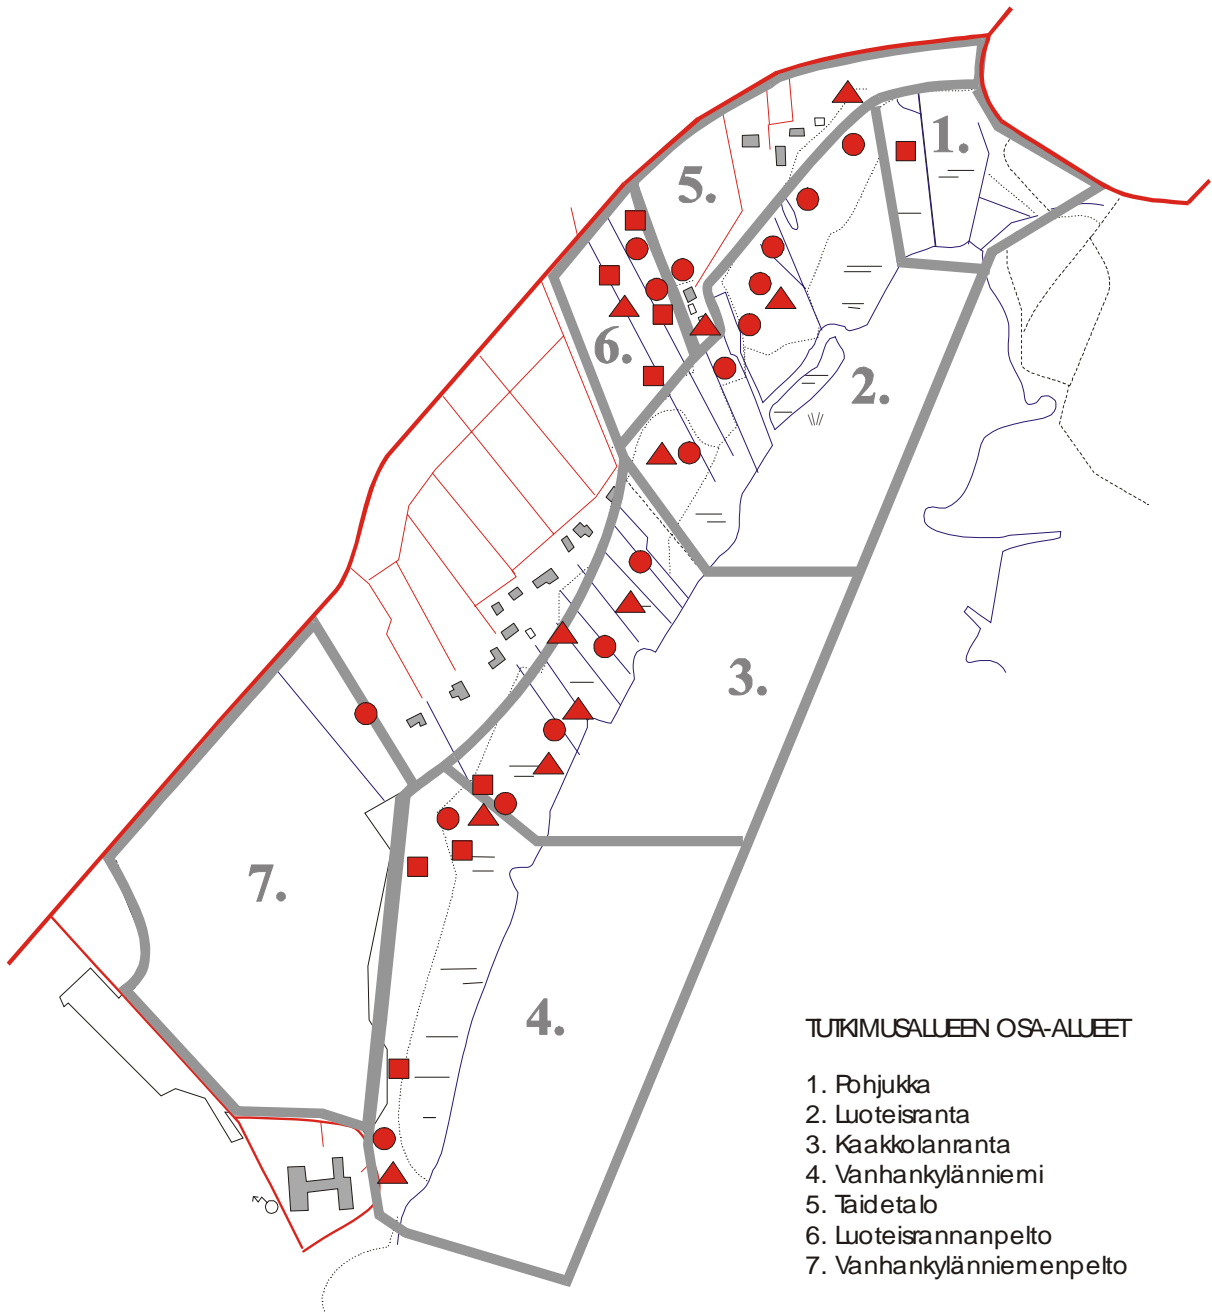 1.
5.
6.
2.
3.
7.
4.
TUTKIMUSALUEEN OSA-ALUEET
1. Pohjukka
2. Luoteisranta
3. Kaakkolanranta
4. Vanhankylänniemi
5. Taidetalo
6. Luoteisrannanpelto
7. Vanhankylänniemenpelto